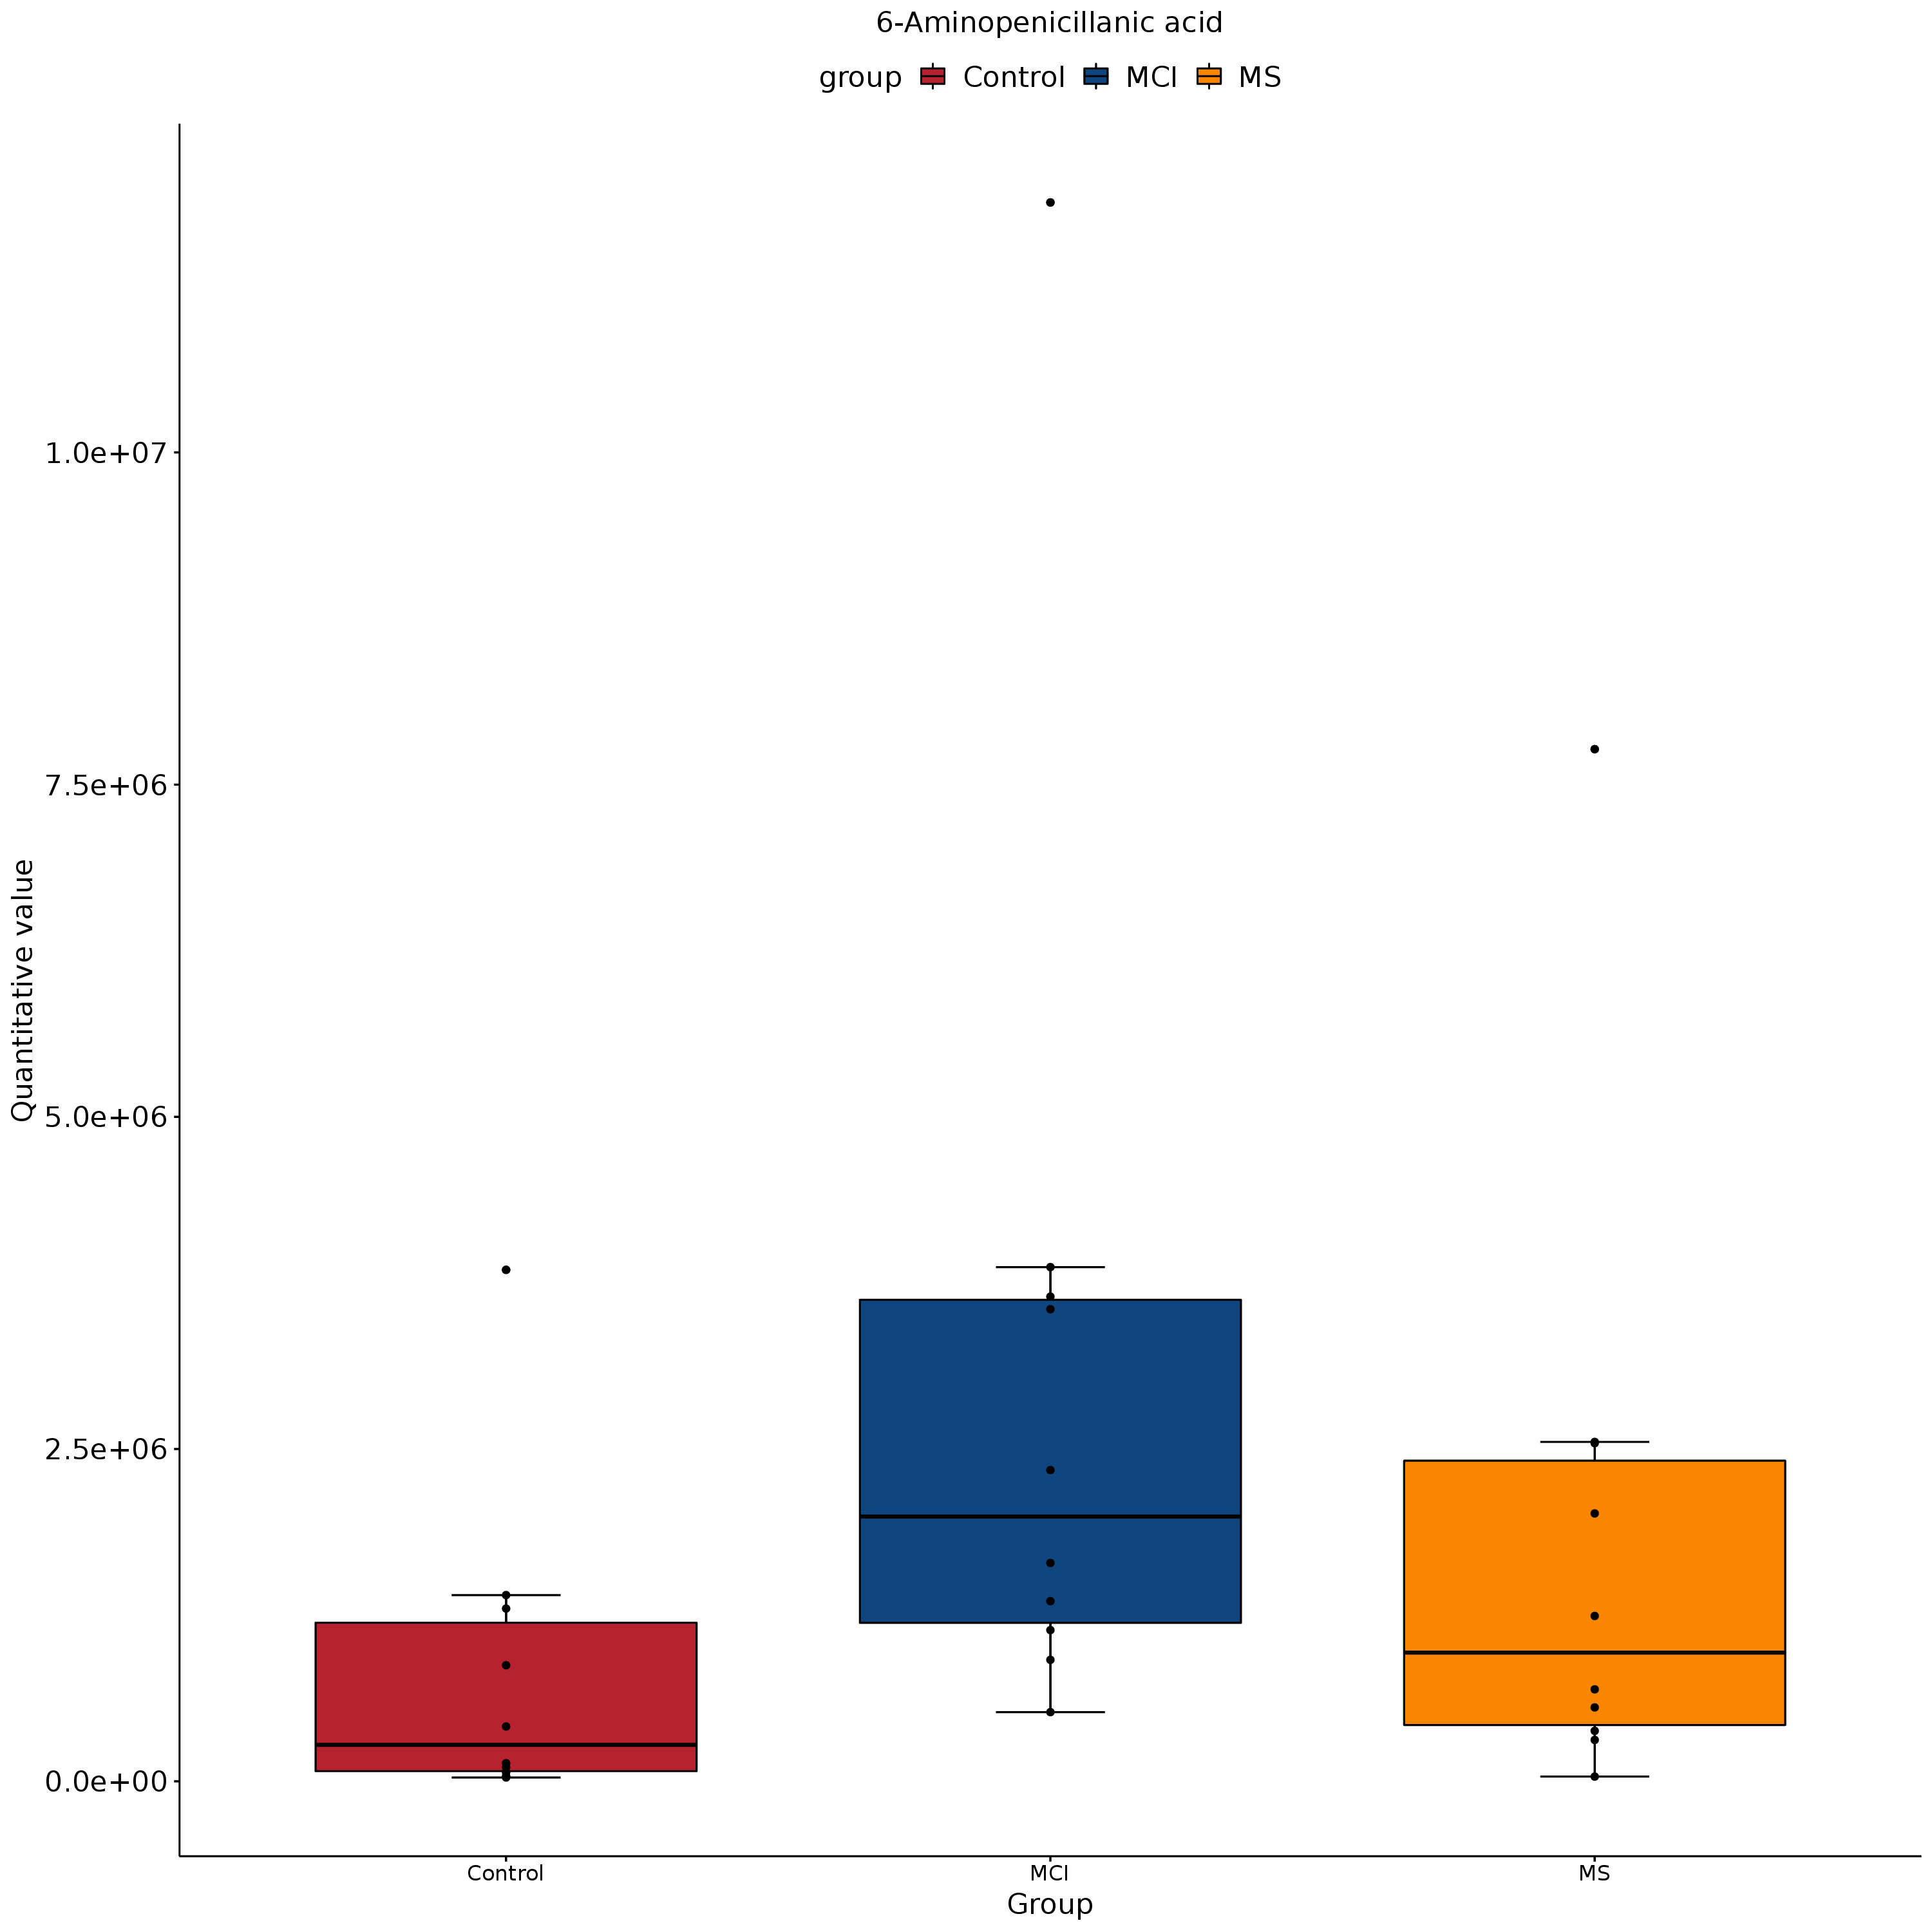 6-Aminopenicillanic acid
group Control MCI MS
1.0e+07
7.5e+06
5.0e+06
2.5e+06
0.0e+00
Quantitative value
Control MCI MS
Group